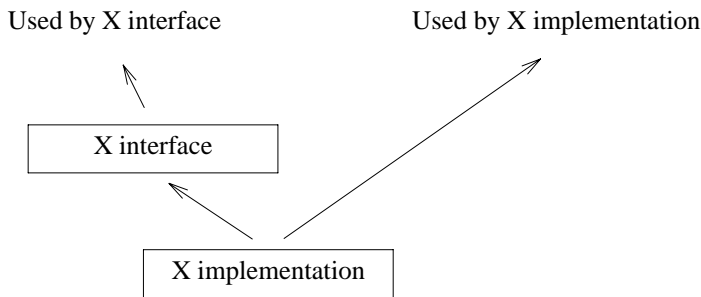 Used by X interface
Used by X implementation
X interface
X implementation